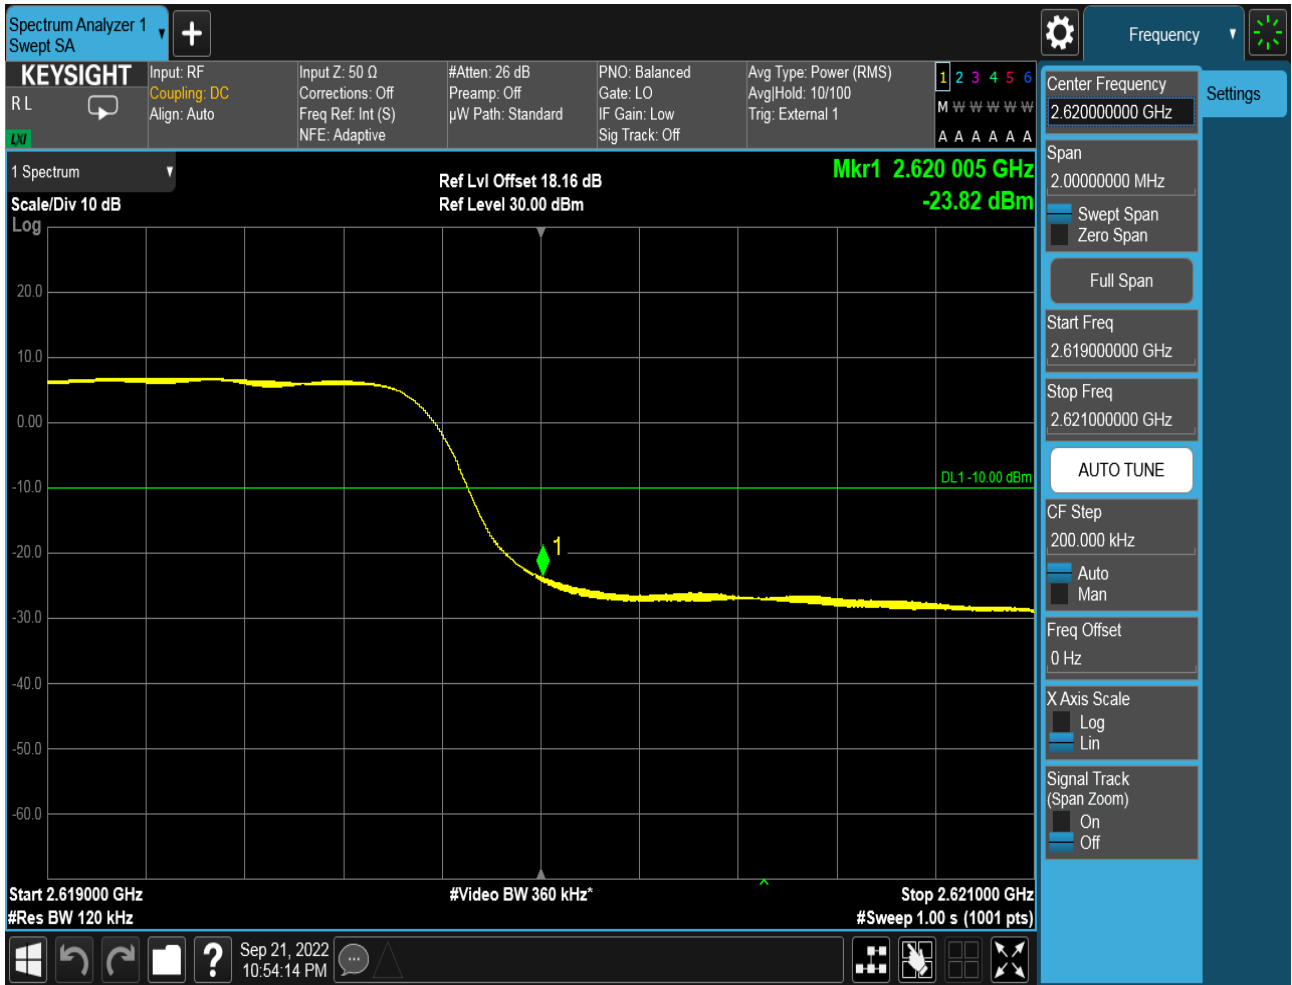 Spectrum Analyzer 1
Swept SA
+
Frequency
KEYSIGHT
R L
LXI
Input: RF
Coupling: DC
Align: Auto
Input Z: 50 Ω
Corrections: Off
Freq Ref: Int (S)
NFE: Adaptive
#Atten: 26 dB
Preamp: Off
µW Path: Standard
PNO: Balanced
Gate: LO
IF Gain: Low
Sig Track: Off
Avg Type: Power (RMS)
Avg|Hold: 10/100
Trig: External 1
1 2 3 4 5 6
M W W W W W
A A A A A A
1 Spectrum
Scale/Div 10 dB
Log
Ref Lvl Offset 18.16 dB
Ref Level 30.00 dBm
Mkr1 2.620 005 GHz
-23.82 dBm
20.0
10.0
0.00
-10.0
-20.0
-30.0
-40.0
-50.0
-60.0
DL1 -10.00 dBm
1
Start 2.619000 GHz
#Res BW 120 kHz
#Video BW 360 kHz*
Stop 2.621000 GHz
#Sweep 1.00 s (1001 pts)
Center Frequency
2.620000000 GHz
Settings
Span
2.00000000 MHz
Swept Span
Zero Span
Full Span
Start Freq
2.619000000 GHz
Stop Freq
2.621000000 GHz
AUTO TUNE
CF Step
200.000 kHz
Auto
Man
Freq Offset
0 Hz
X Axis Scale
Log
Lin
Signal Track
(Span Zoom)
On
Off
?
Sep 21, 2022
10:54:14 PM